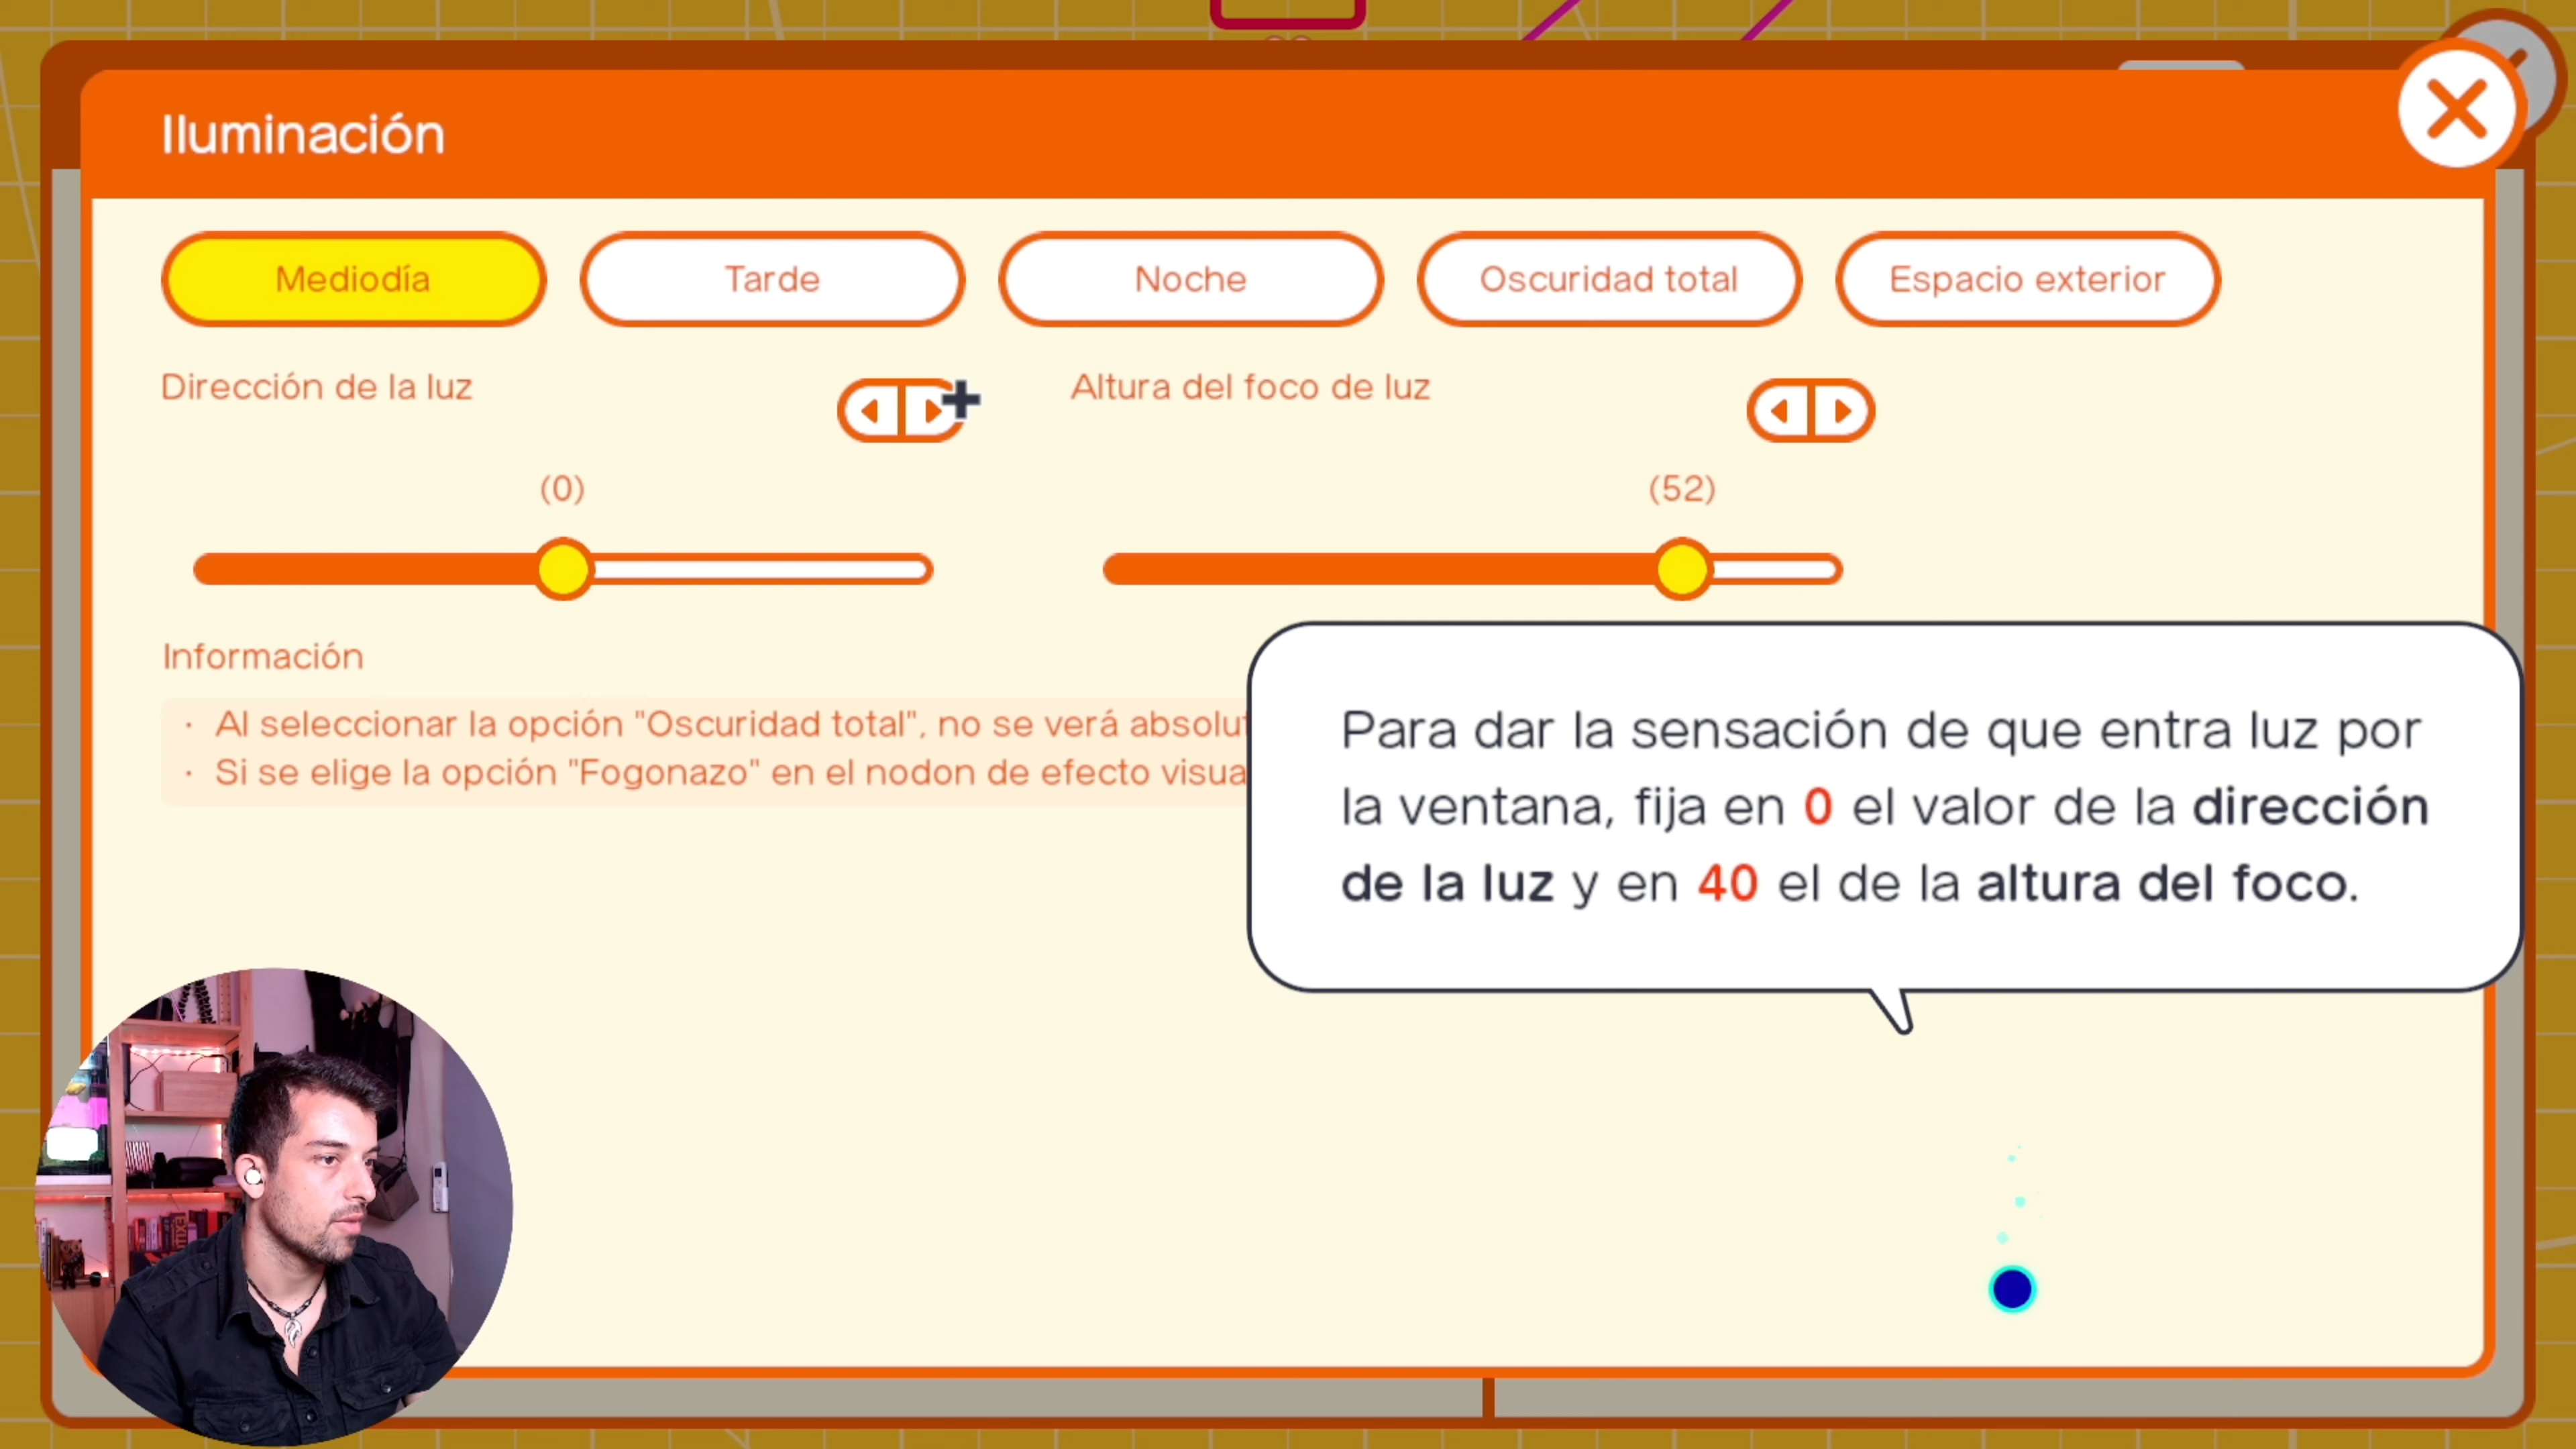 Iluminación
Mediodía
Tarde
Noche
Oscuridad total
Espacio exterior
Dirección de la luz
Altura del foco de luz
(0)
(52)
Información
· Al seleccionar la opción "Oscuridad total", no se verá absolut
· Si se elige la opción "Fogonazo" en el nodon de efecto visua
Para dar la sensación de que entra luz por
la ventana, fija en 0 el valor de la dirección
de la luz y en 40 el de la altura del foco.